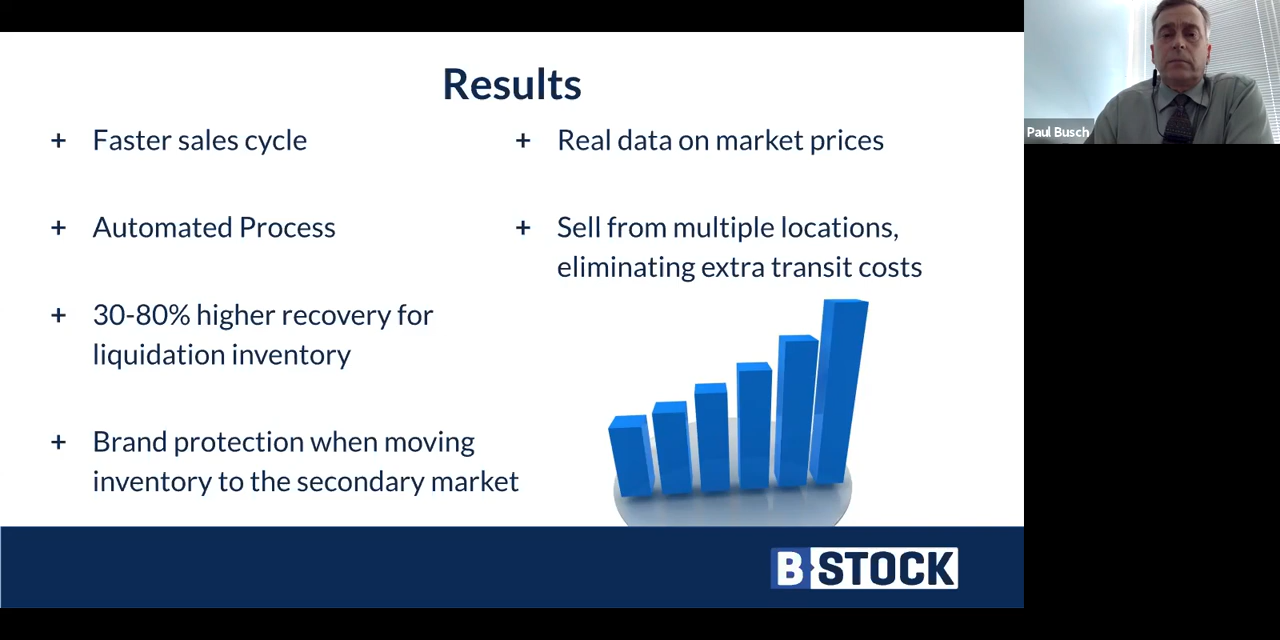 Results
+ Faster sales cycle
+ Automated Process
+ 30-80% higher recovery for
liquidation inventory
+ Brand protection when moving
inventory to the secondary market
+ Real data on market prices
+ Sell from multiple locations,
eliminating extra transit costs
B STOCK
Paul Busch